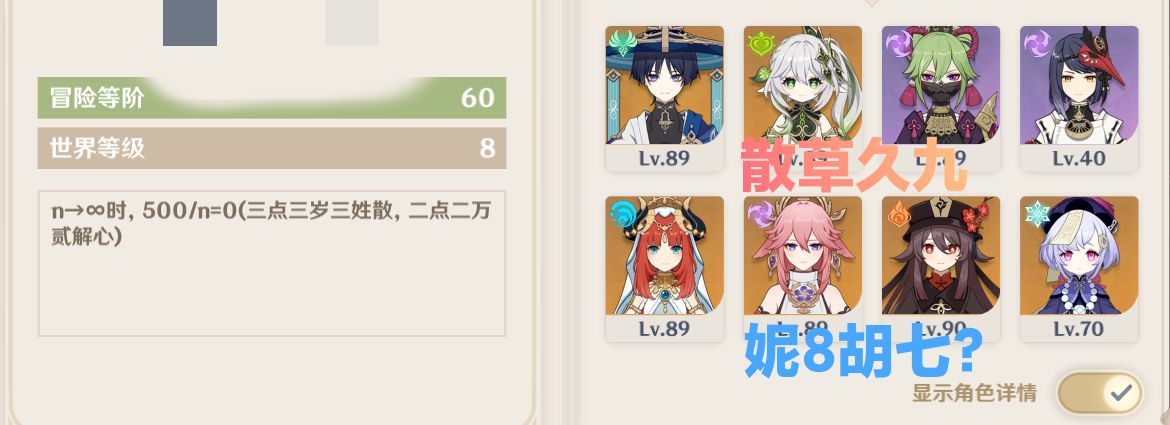 冒险等阶 60
世界等级 8
n→∞时, 500/n=0(三点三岁三姓散, 二点二万
贰解心)
Lv.89
Lv.40
散草久九
Lv.89
Lv.89
Lv.90
Lv.70
妮8胡七?
显示角色详情